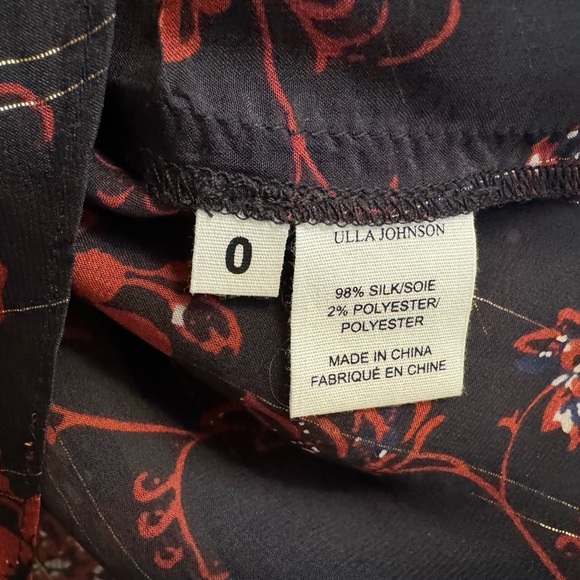 0
ULLA JOHNSON
98% SILK/SOIE
2% POLYESTER/
POLYESTER
MADE IN CHINA
FABRIQUÉ EN CHINE